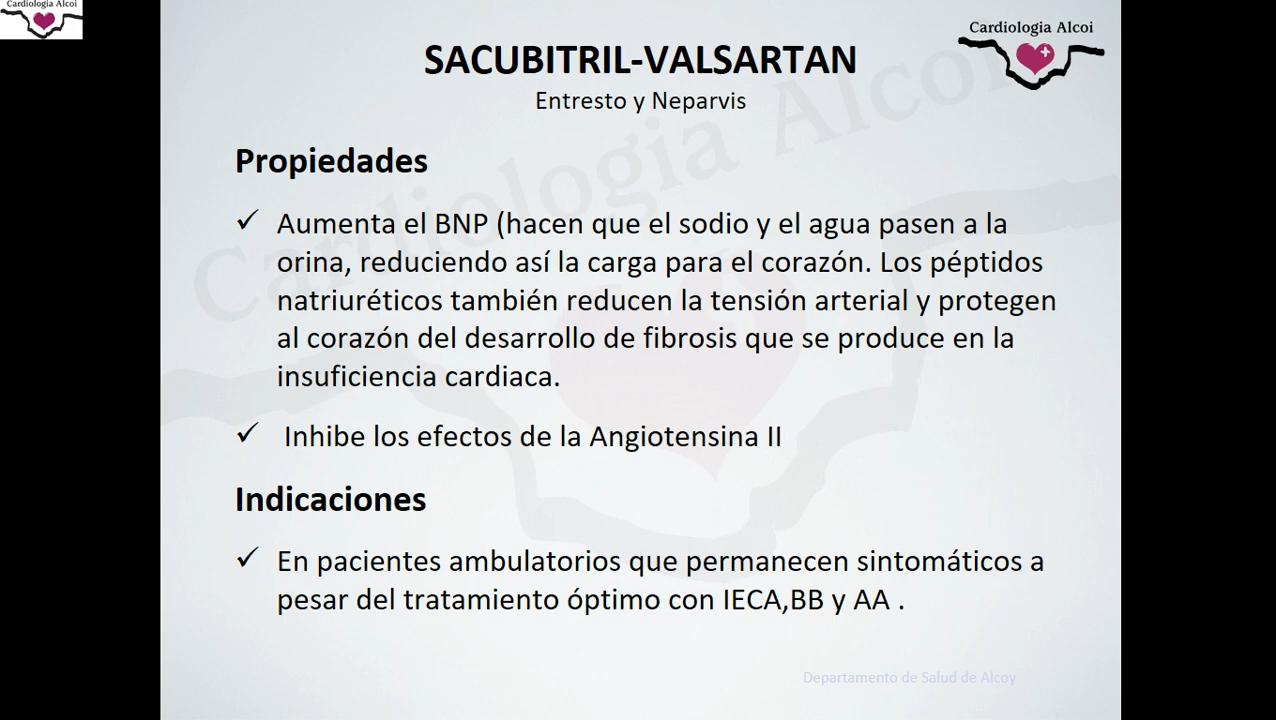 Cardiologia Alcoi
Cardiologia Alcoi
SACUBITRIL-VALSARTAN
Entresto y Neparvis
Propiedades
✓ Aumenta el BNP (hacen que el sodio y el agua pasen a la
orina, reduciendo así la carga para el corazón. Los péptidos
natriuréticos también reducen la tensión arterial y protegen
al corazón del desarrollo de fibrosis que se produce en la
insuficiencia cardiaca.
✓ Inhibe los efectos de la Angiotensina II
Indicaciones
✓ En pacientes ambulatorios que permanecen sintomáticos a
pesar del tratamiento óptimo con IECA,BB y AA .
Departamento de Salud de Alcoy
Cardiologia Alcoi